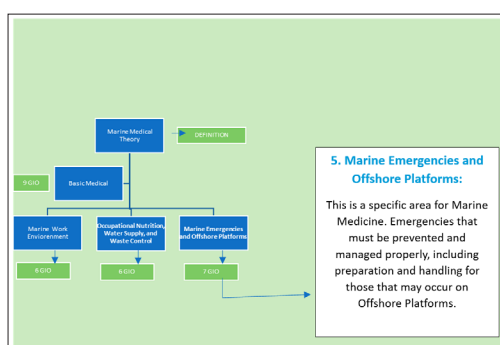 Marine Medical
Theory
DEFINITION
9 GIO
Basic Medical
Marine Work
Enviorenment
Occupational Nutrition,
Water Supply, and
Waste Control
Marine Emergencies
and Offshore Platforms
6 GIO
6 GIO
7 GIO
5. Marine Emergencies and
Offshore Platforms:
This is a specific area for Marine
Medicine. Emergencies that
must be prevented and
managed properly, including
preparation and handling for
those that may occur on
Offshore Platforms.